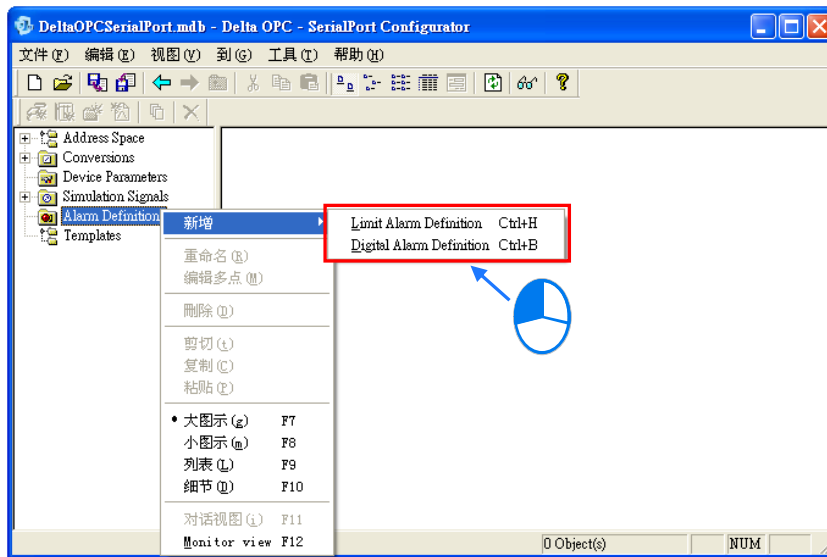 DeltaOPCSerialPort.mdb - Delta OPC - SerialPort Configurator
文件(F) 编辑(E) 视图(V) 到(G) 工具(T) 帮助(H)
Address Space
Conversions
Device Parameters
Simulation Signals
Alarm Definition
Templates
新增
Limit Alarm Definition Ctrl+H
Digital Alarm Definition Ctrl+B
重命名(R)
编辑多点(M)
刪除(D)
剪切(t)
复制(C)
粘贴(P)
大图示(g) F7
小图示(m) F8
列表(L) F9
细节(D) F10
对话视图(i) F11
Monitor view F12
0 Object(s) NUM